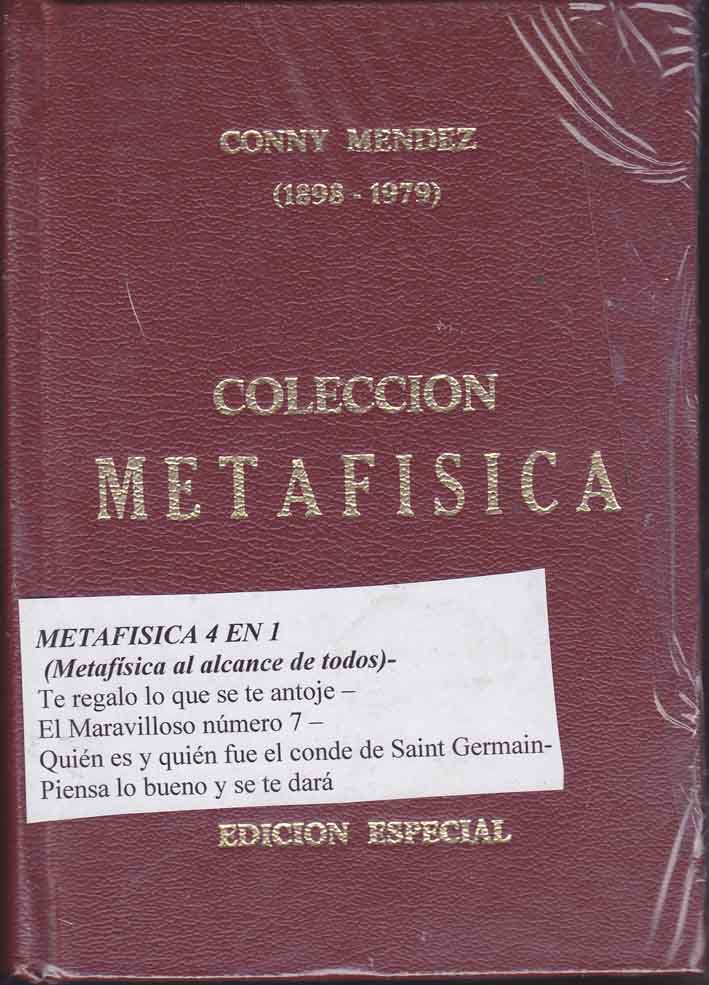 CONNY MENDEZ
(1898 - 1979)
COLECCION
METAFISICA
METAFISICA 4 EN 1
(Metafísica al alcance de todos)-
Te regalo lo que se te antoje –
El Maravilloso número 7 –
Quién es y quién fue el conde de Saint Germain-
Piensa lo bueno y se te dará
EDICION ESPECIAL